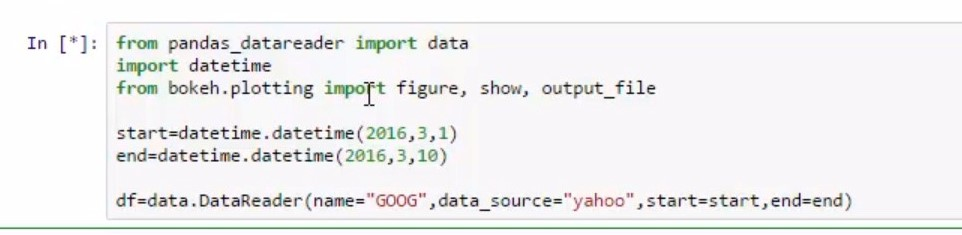 In [*]: from pandas_datareader import data
import datetime
from bokeh.plotting import figure, show, output_file
start=datetime.datetime(2016,3,1)
end=datetime.datetime(2016,3,10)
df=data.DataReader(name="GOOG",data_source="yahoo",start=start,end=end)